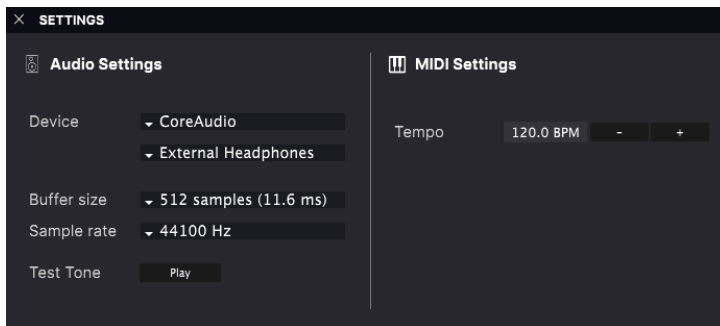 SETTINGS
Audio Settings
Device
CoreAudio
External Headphones
Buffer size
512 samples (11.6 ms)
Sample rate
44100 Hz
Test Tone
Play
MIDI Settings
Tempo
120.0 BPM
-
+